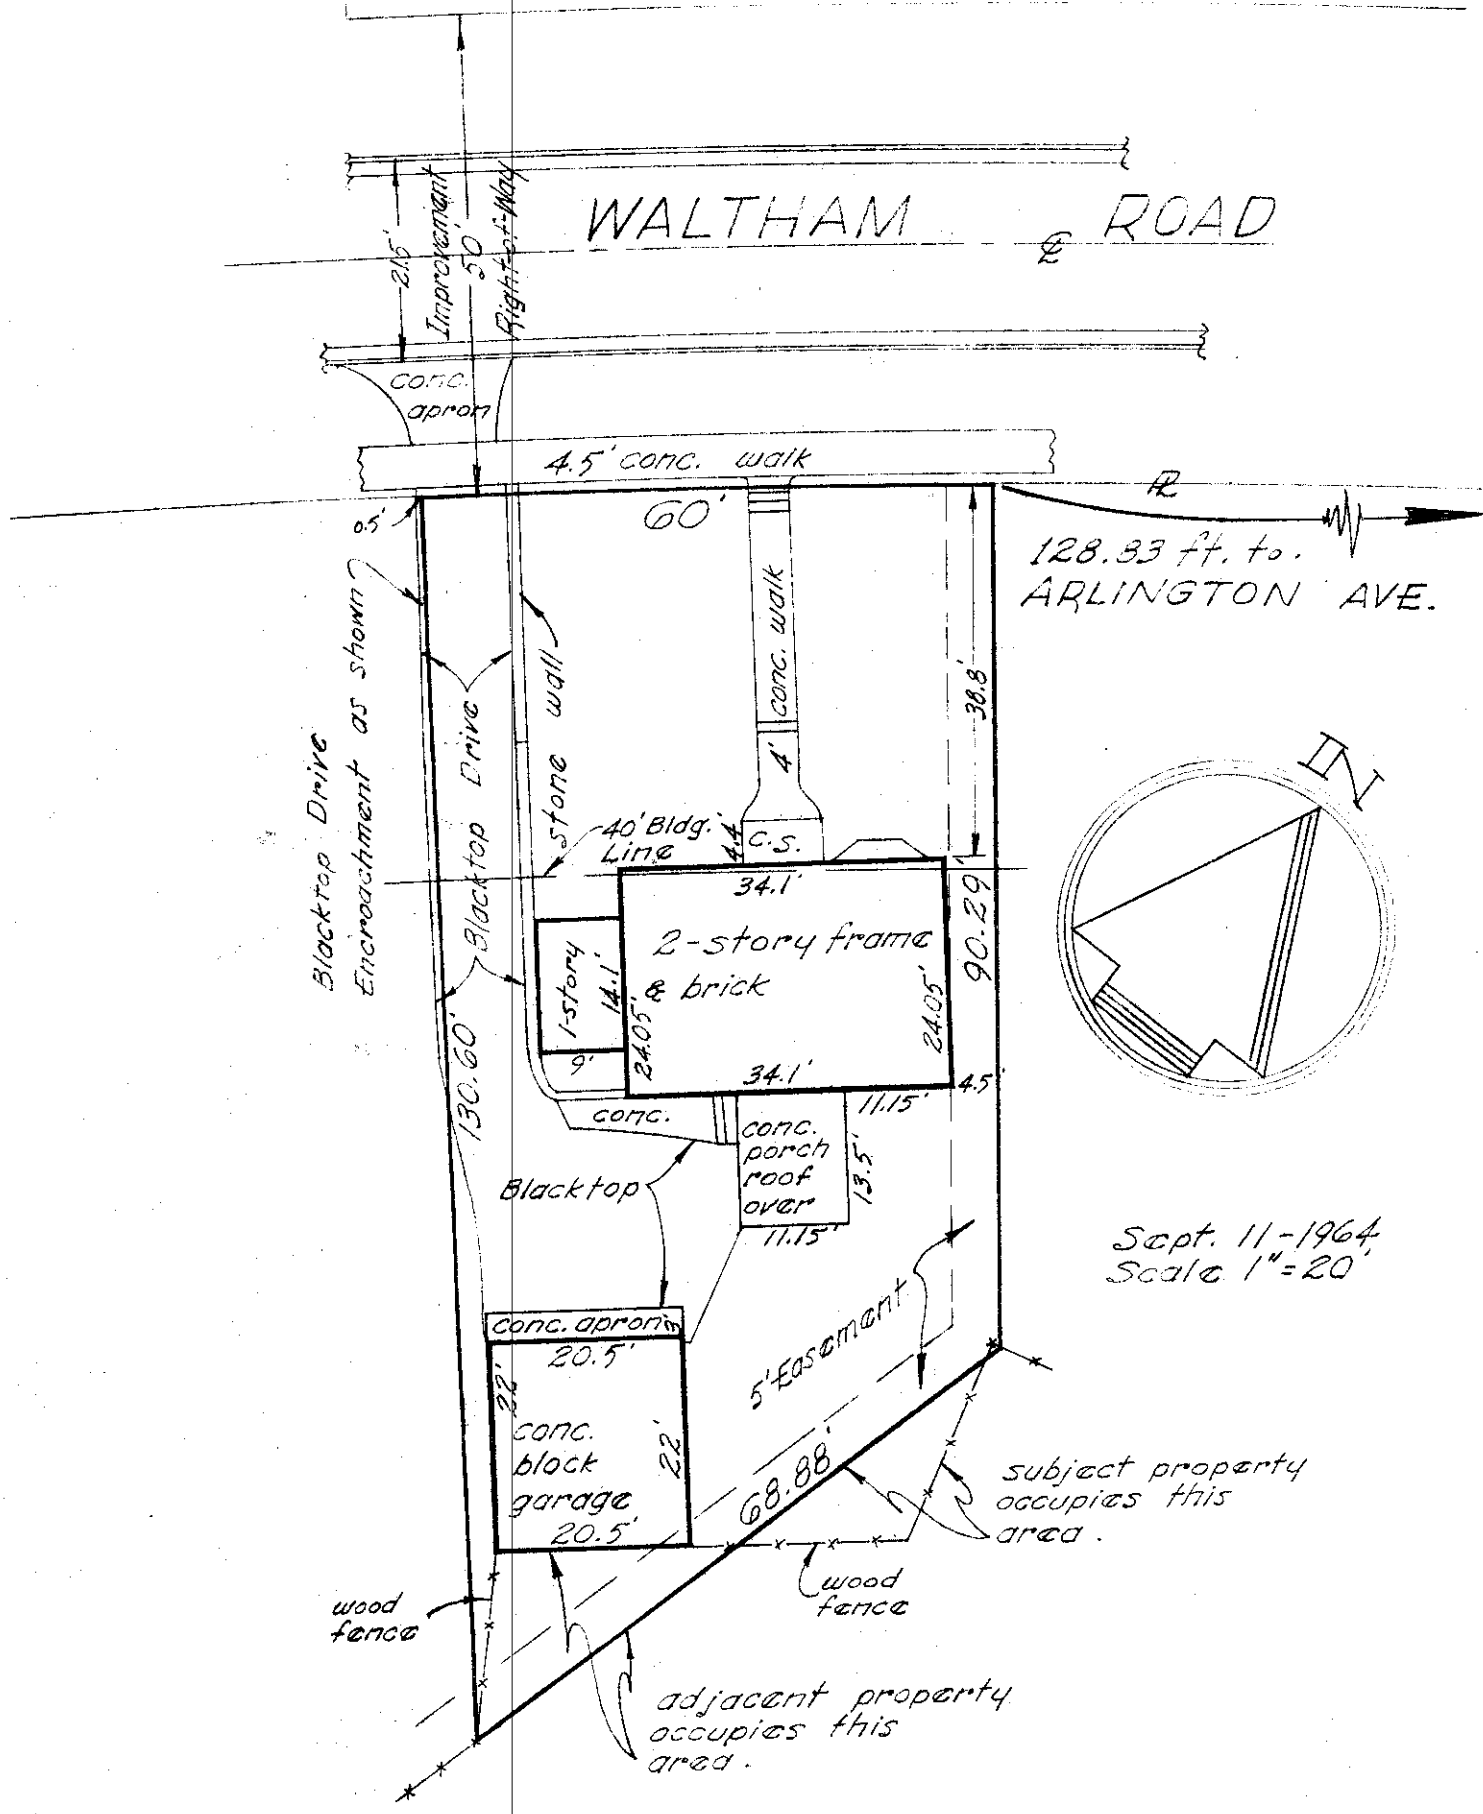 WALTHAM ROAD
℄
21.5'
Improvement
50'
Right-of-Way
conc.
apron
4.5' conc. walk
60'
0.5'
PL
128.83 ft. to.
ARLINGTON AVE.
Blacktop Drive
Encroachment as shown
Blacktop Drive
stone wall
4' conc. walk
38.8'
40' Bldg.
Line
4.4
C.S.
34.1'
2-story frame
& brick
1-story
14.1'
9'
24.05'
24.05'
34.1'
90.29'
4.5'
11.15'
130.60'
conc.
conc.
porch
roof
over
13.5'
11.15'
Blacktop
IN
Sept. 11-1964
Scale 1"=20'
conc. apron
3'
20.5'
22'
22'
conc.
block
garage
20.5'
5' Easement
68.88'
subject property
occupies this
area.
wood
fence
wood
fence
adjacent property
occupies this
area.